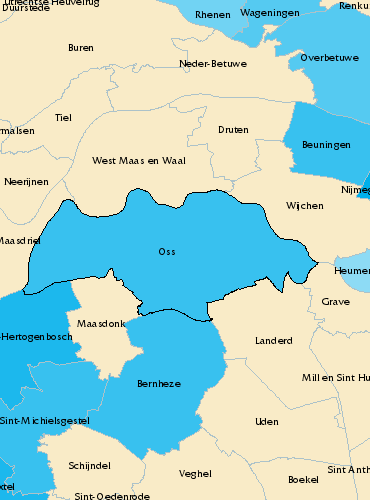 Utrechtse Heuvelrug
Duurstede
Rhenen
Wageningen
Renku
Buren
Neder-Betuwe
Overbetuwe
Tiel
rmalsen
Druten
Beuningen
West Maas en Waal
Neerijnen
Nijmeg
Wijchen
Maasdriel
Oss
Heumen
Grave
Maasdonk
-Hertogenbosch
Landerd
Bernheze
Mill en Sint Hu
Sint-Michielsgestel
Uden
Schijndel
Veghel
Sint Anth
Boekel
xtel
Sint-Oedenrode